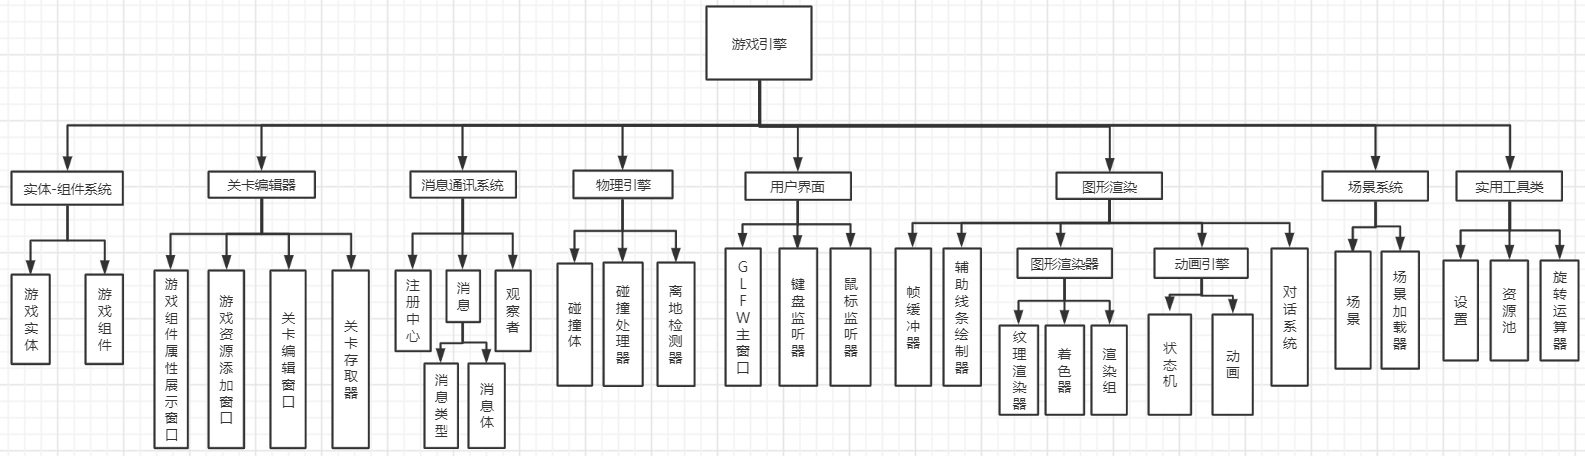 游戏引擎
实体-组件系统
关卡编辑器
消息通讯系统
物理引擎
用户界面
图形渲染
场景系统
实用工具类
游戏实体
游戏组件
游戏组件属性展示窗口
游戏资源添加窗口
关卡编辑窗口
关卡存取器
注册中心
消息
观察者
消息类型
消息体
碰撞体
碰撞处理器
离地检测器
GLFW主窗口
键盘监听器
鼠标监听器
帧缓冲器
辅助线条绘制器
图形渲染器
纹理渲染器
着色器
渲染组
动画引擎
状态机
动画
对话系统
场景
场景加载器
设置
资源池
旋转运算器